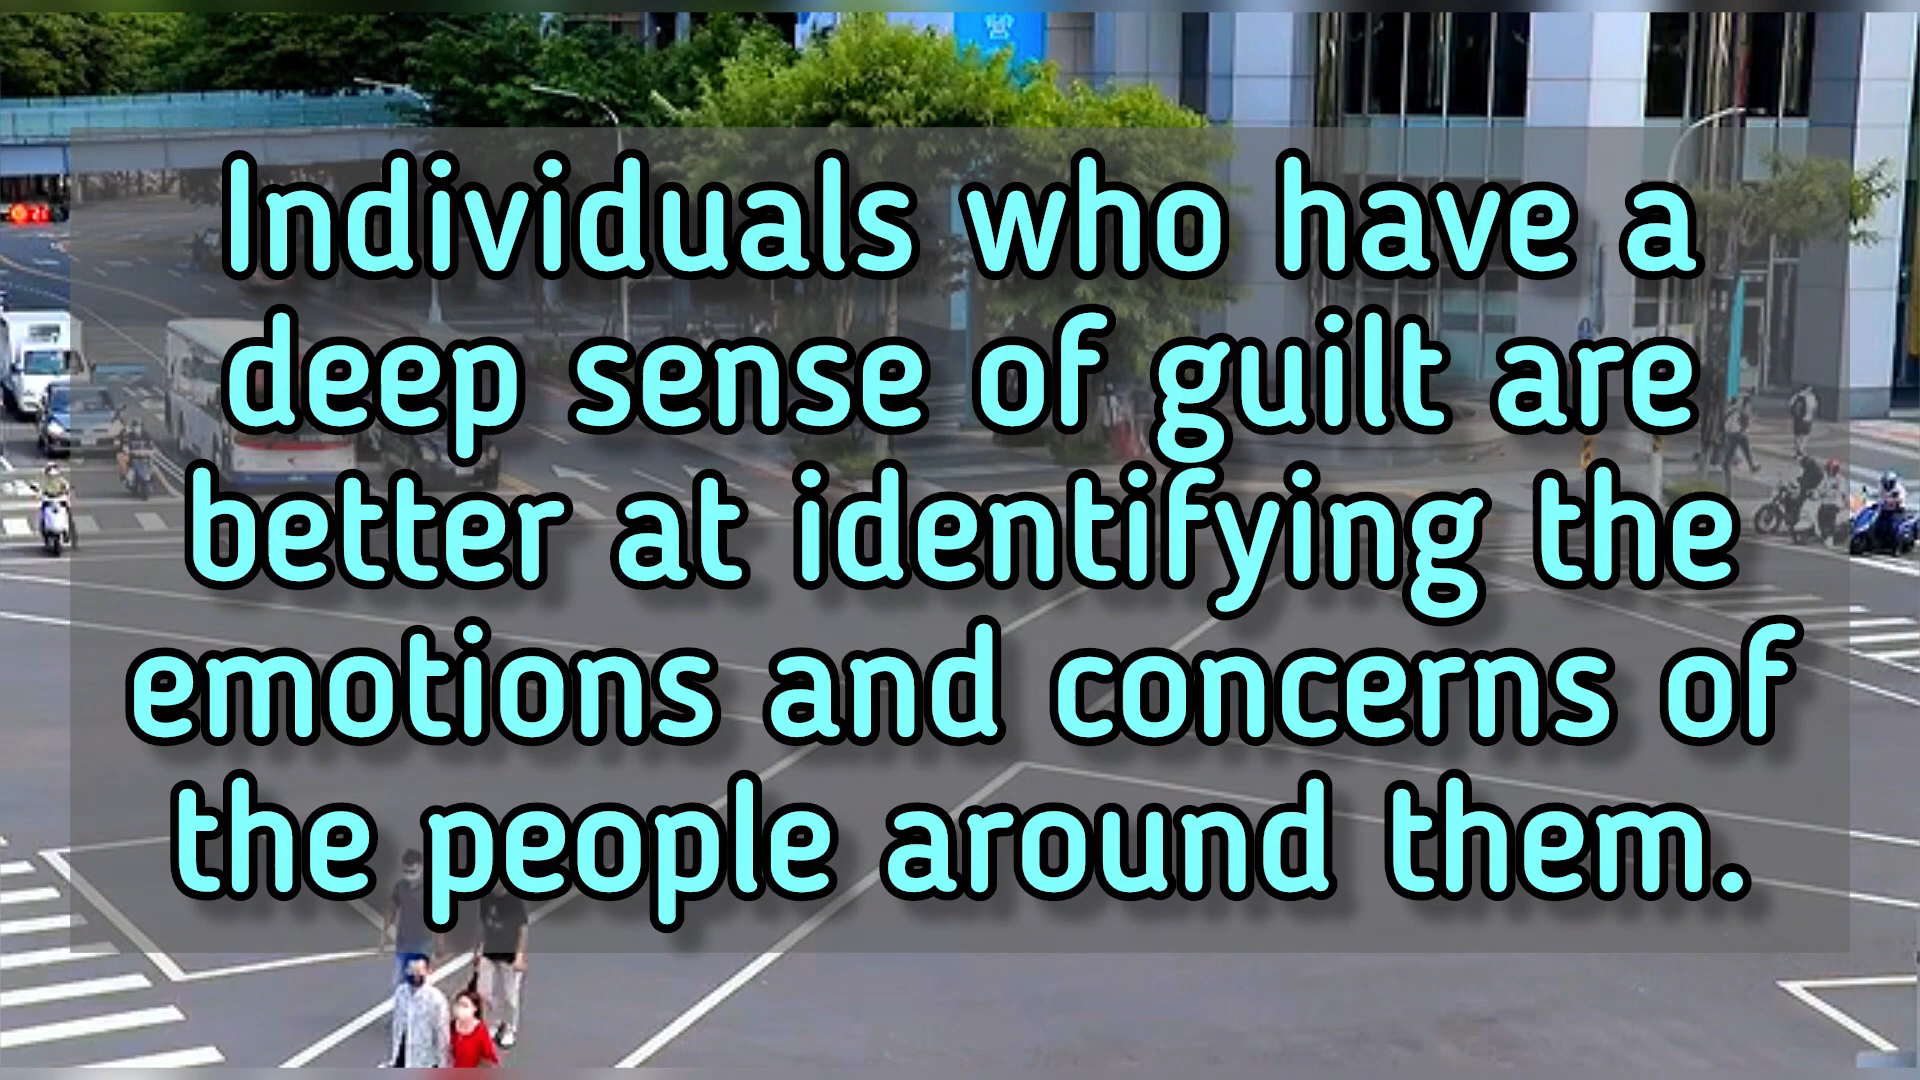 Individuals who have a
deep sense of guilt are
better at identifying the
emotions and concerns of
the people around them.